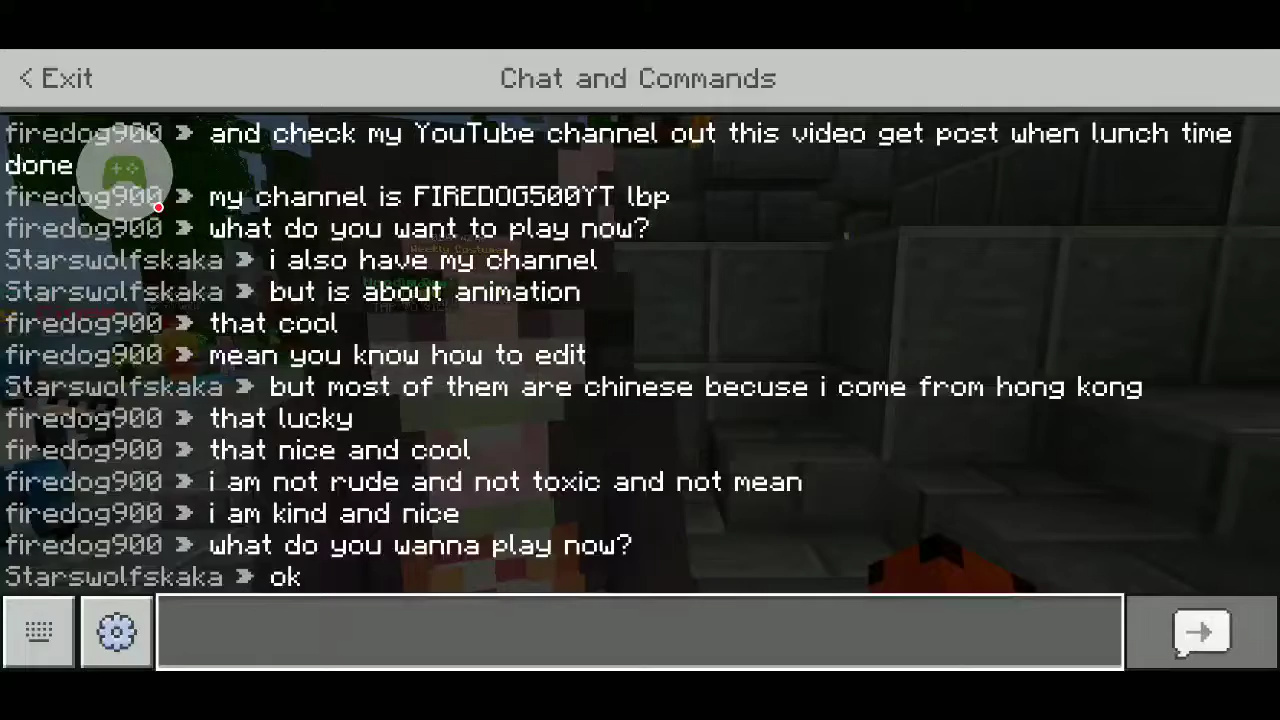 < Exit
Chat and Commands
firedog900 » and check my YouTube channel out this video get post when lunch time
done
firedog900 » my channel is FIREDOG500YT lbp
firedog900 » what do you want to play now?
Starswolfskaka » i also have my channel
Starswolfskaka » but is about animation
firedog900 » that cool
firedog900 » mean you know how to edit
Starswolfskaka » but most of them are chinese becuse i come from hong kong
firedog900 » that lucky
firedog900 » that nice and cool
firedog900 » i am not rude and not toxic and not mean
firedog900 » i am kind and nice
firedog900 » what do you wanna play now?
Starswolfskaka » ok